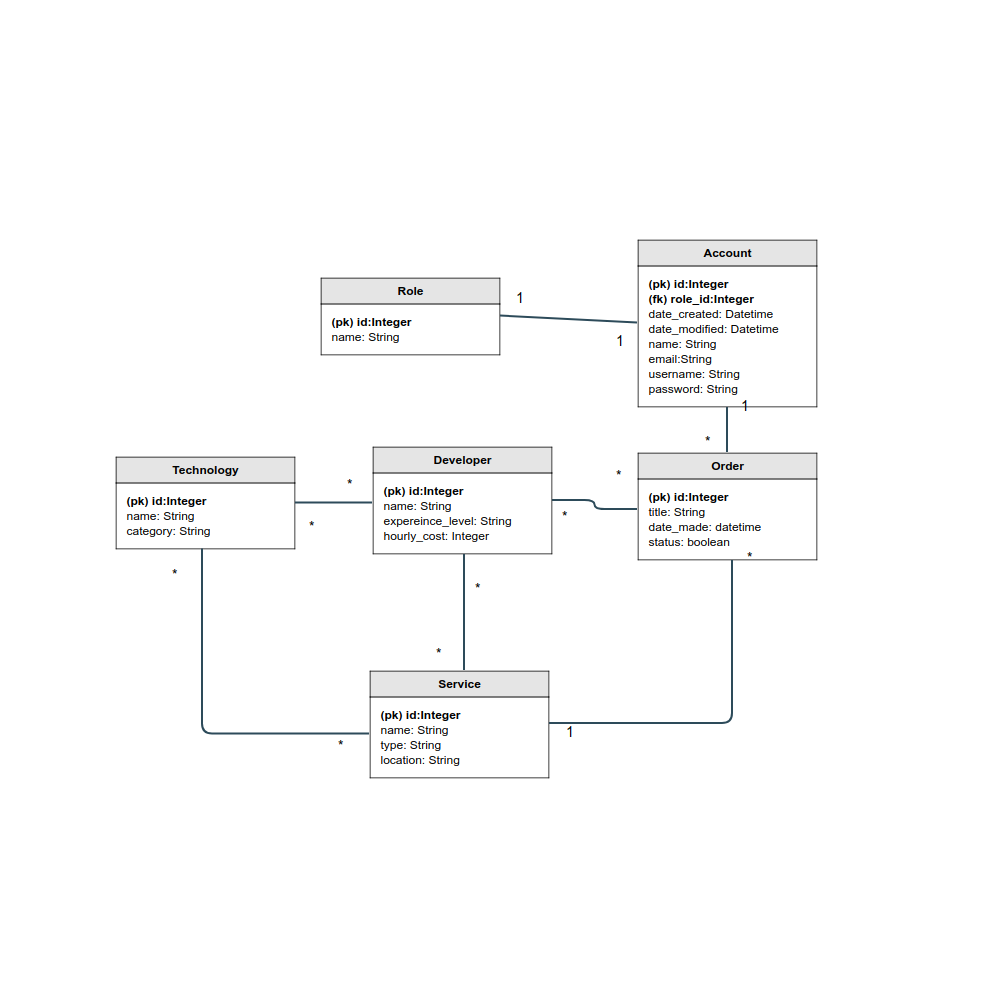 Account
(pk) id:Integer
(fk) role_id:Integer
date_created: Datetime
date_modified: Datetime
name: String
email:String
username: String
password: String
Role
(pk) id:Integer
name: String
1
1
1
*
Technology
(pk) id:Integer
name: String
category: String
*
*
Developer
(pk) id:Integer
name: String
expereince_level: String
hourly_cost: Integer
*
*
Order
(pk) id:Integer
title: String
date_made: datetime
status: boolean
*
*
*
*
Service
(pk) id:Integer
name: String
type: String
location: String
*
1